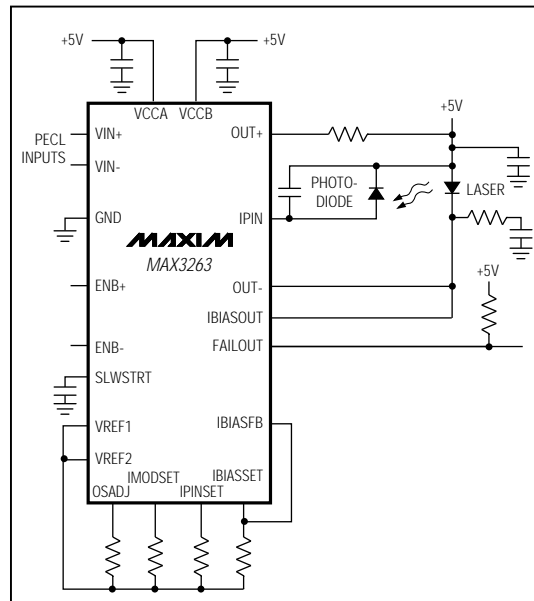 +5V
+5V
VCCA
VCCB
+5V
PECL
INPUTS
VIN+
VIN-
OUT+
PHOTO-
DIODE
LASER
GND
IPIN
MAXIM
MAX3263
ENB+
OUT-
+5V
IBIASOUT
ENB-
FAILOUT
SLWSTRT
VREF1
IBIASFB
VREF2
IMODSET
IBIASSET
OSADJ
IPINSET